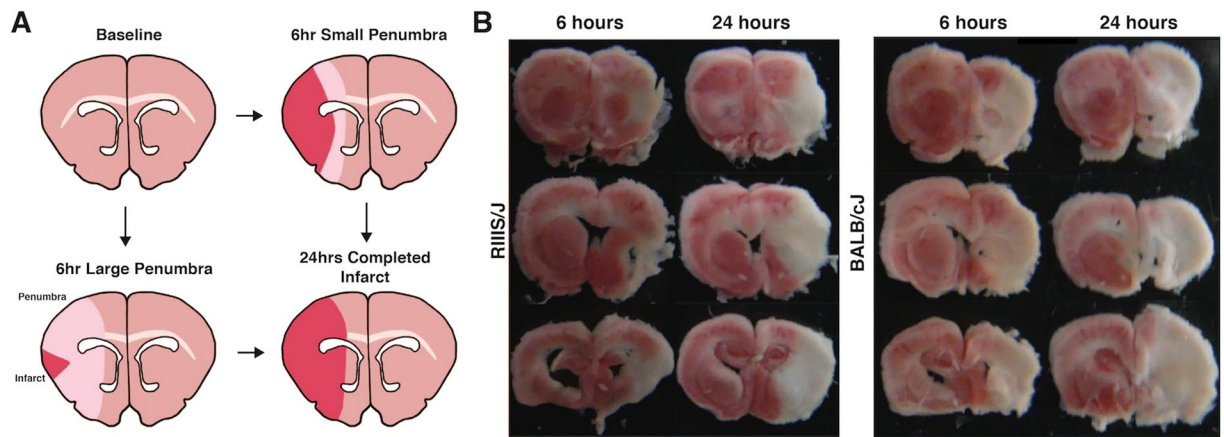 A
Baseline
6hr Small Penumbra
6hr Large Penumbra
Penumbra
Infarct
24hrs Completed
Infarct
B
6 hours
24 hours
RIIIS/J
6 hours
24 hours
BALB/cJ